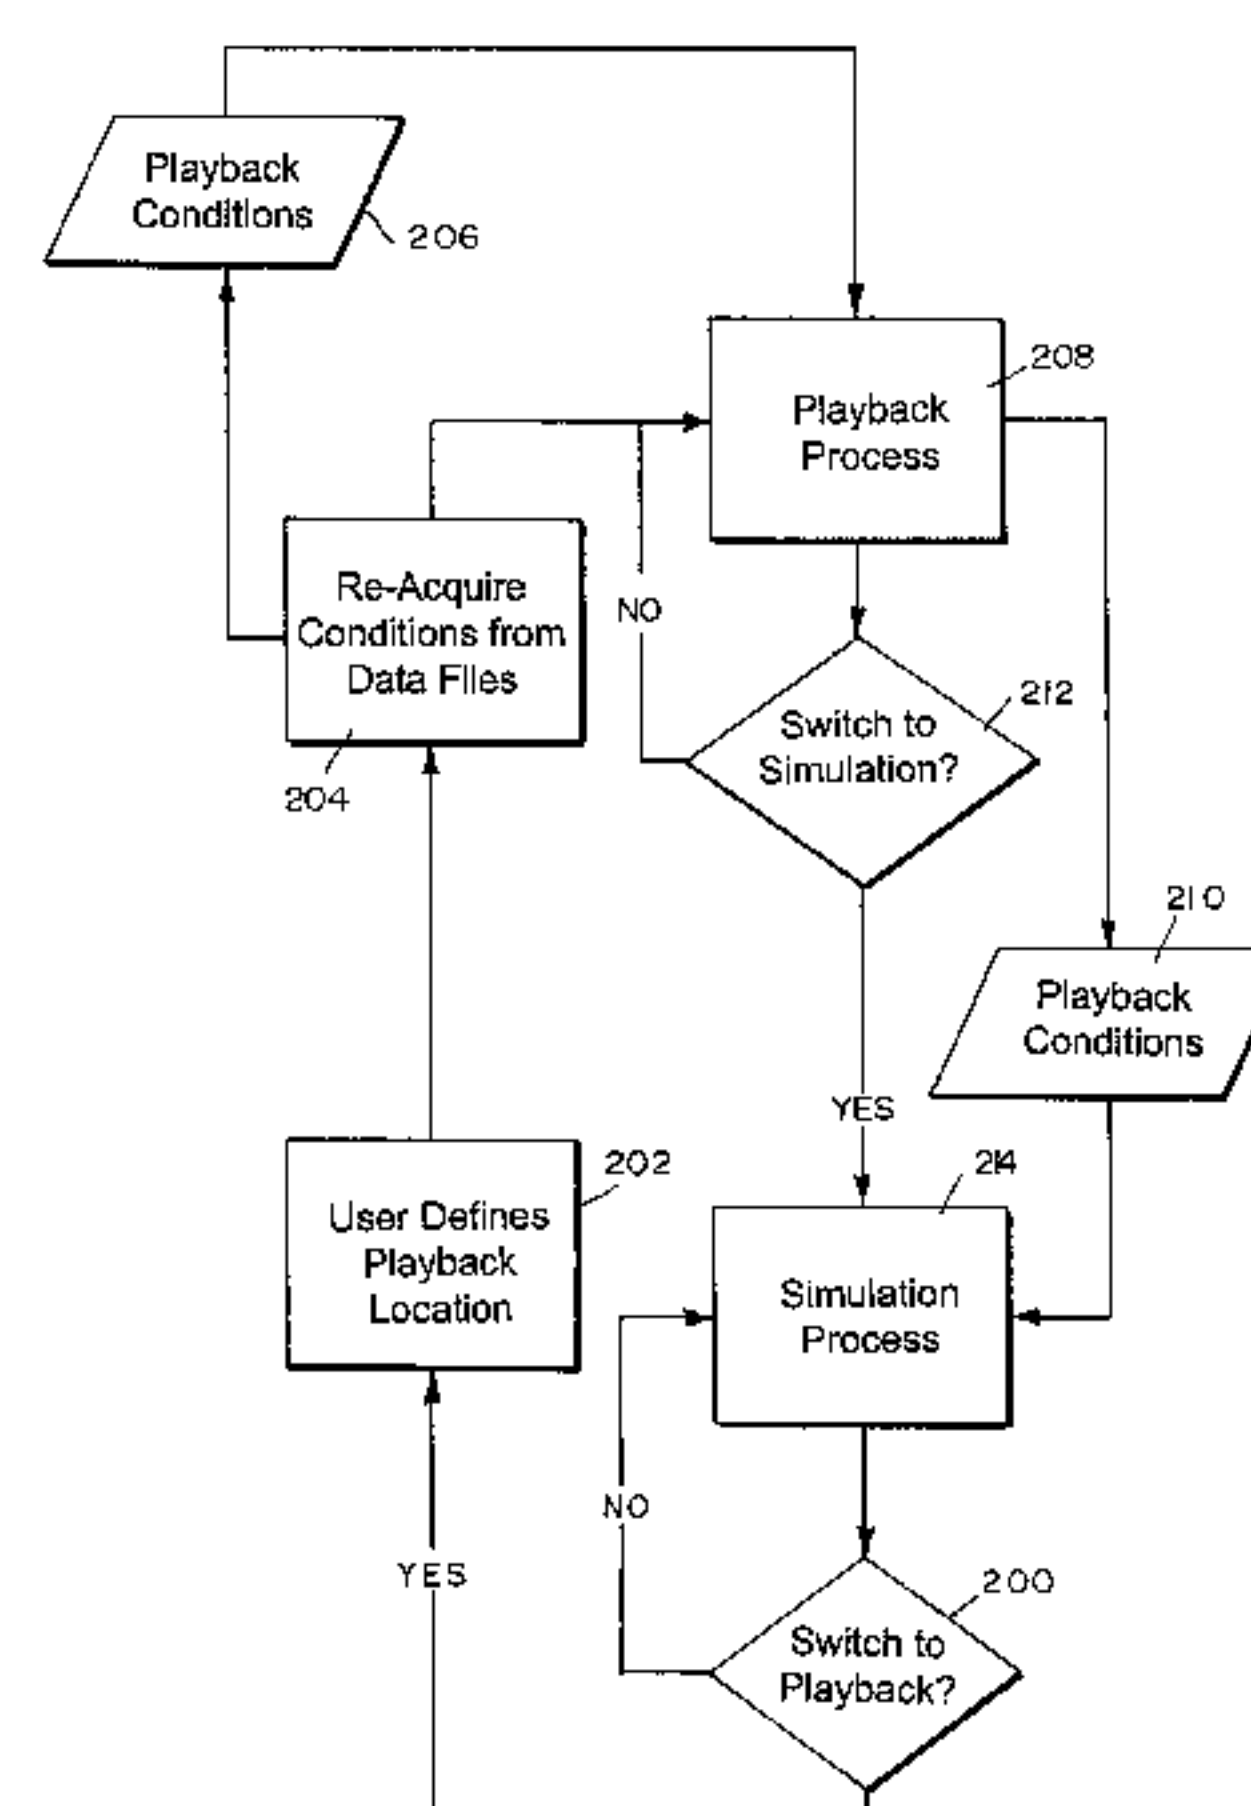 Playback
Conditions
206
208
Playback
Process
Re-Acquire
Conditions from
Data Files
204
NO
212
Switch to
Simulation?
210
Playback
Conditions
YES
202
User Defines
Playback
Location
214
Simulation
Process
NO
YES
200
Switch to
Playback?